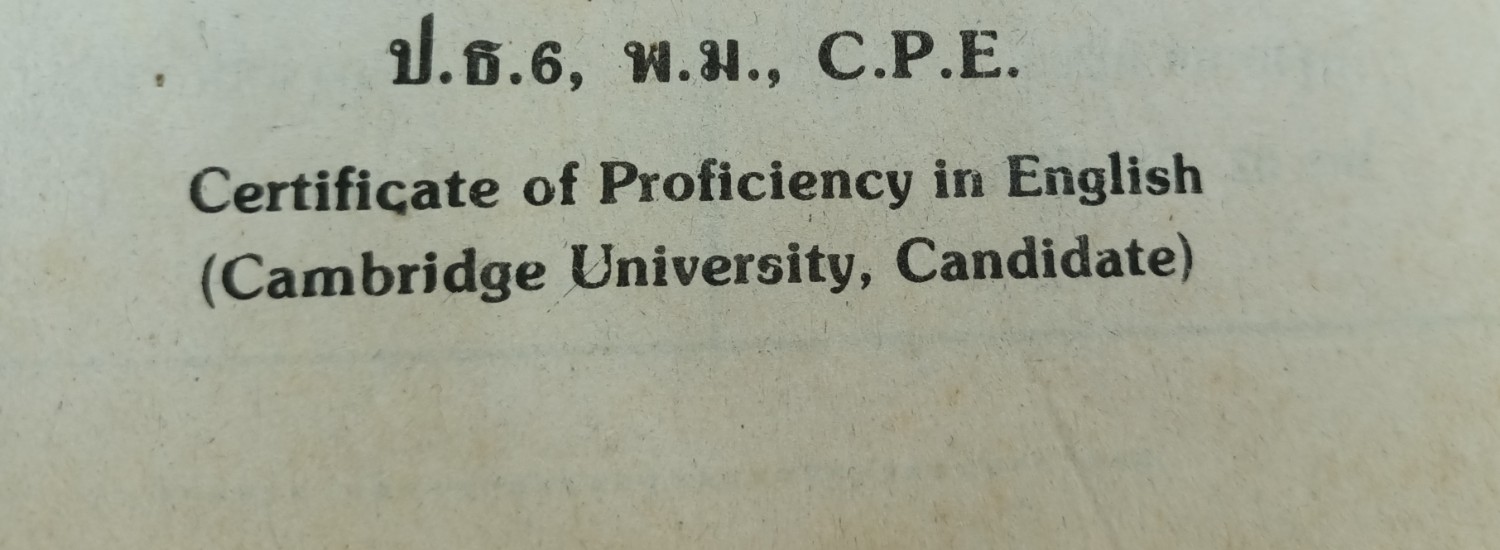 ป.ธ.6, พ.ม., C.P.E.
Certificate of Proficiency in English
(Cambridge University, Candidate)